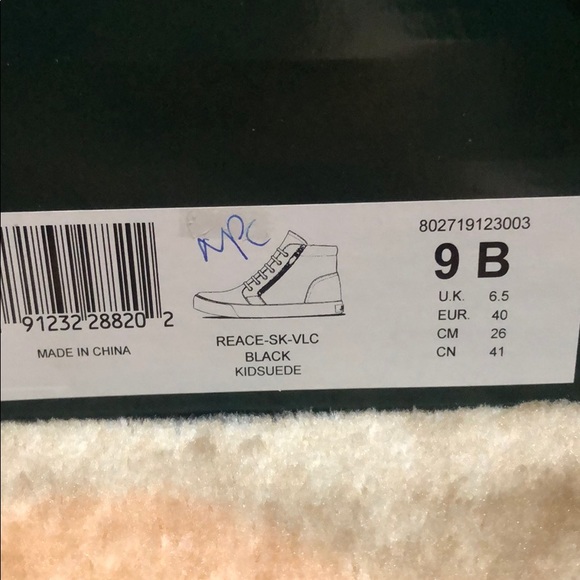 91232 28820 2
MADE IN CHINA
REACE-SK-VLC
BLACK
KIDSUEDE
802719123003
9 B
U.K. 6.5
EUR. 40
CM 26
CN 41